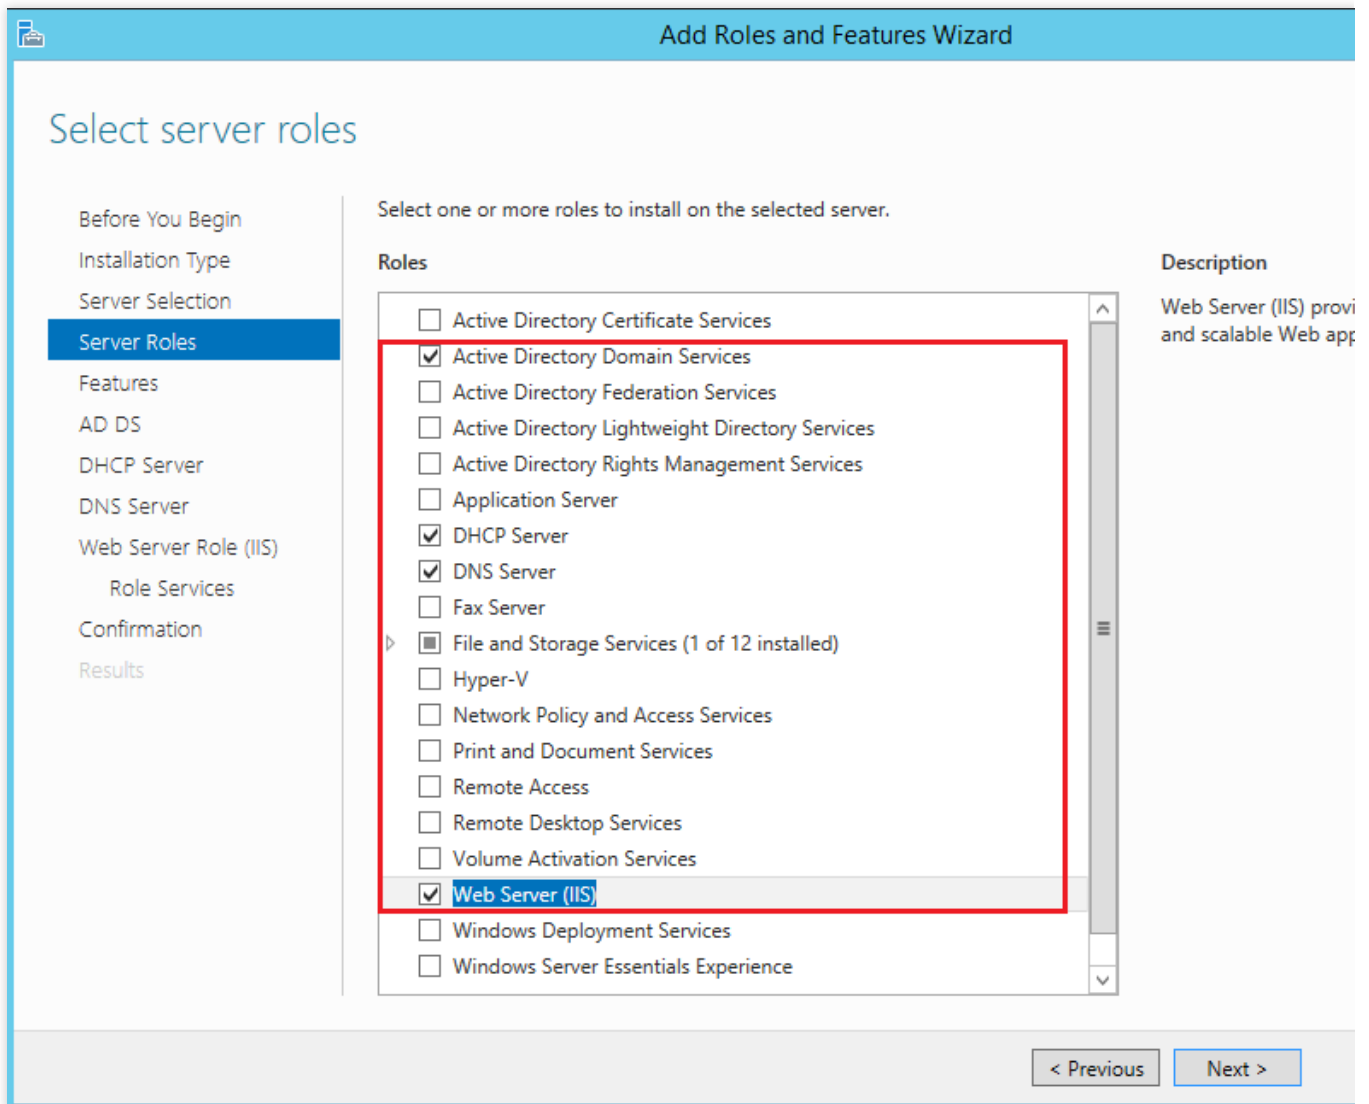 Add Roles and Features Wizard
Select server roles
Before You Begin
Installation Type
Server Selection
Server Roles
Features
AD DS
DHCP Server
DNS Server
Web Server Role (IIS)
Role Services
Confirmation
Results
Select one or more roles to install on the selected server.
Roles
Active Directory Certificate Services
Active Directory Domain Services
Active Directory Federation Services
Active Directory Lightweight Directory Services
Active Directory Rights Management Services
Application Server
DHCP Server
DNS Server
Fax Server
File and Storage Services (1 of 12 installed)
Hyper-V
Network Policy and Access Services
Print and Document Services
Remote Access
Remote Desktop Services
Volume Activation Services
Web Server (IIS)
Windows Deployment Services
Windows Server Essentials Experience
Description
Web Server (IIS) provi
and scalable Web app
< Previous
Next >